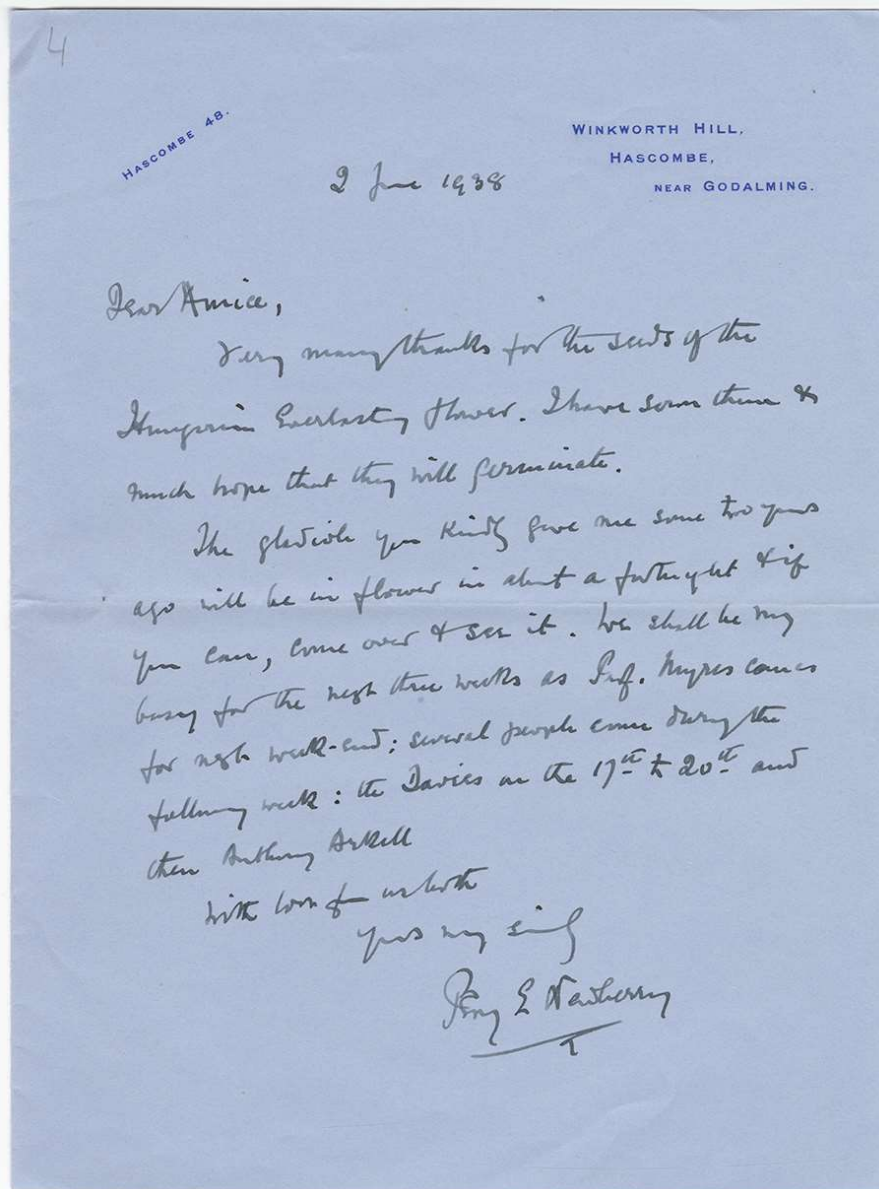 4
HASCOMBE 48.
WINKWORTH HILL,
HASCOMBE,
NEAR GODALMING.
2 June 1938
Dear Amice,
Very many thanks for the seeds of the
Hungarian Everlasting flower. I have sown them &
much hope that they will germinate.
The gladiole you kindly gave me some two years
ago will be in flower in about a fortnight & if
you can, come over & see it. We shall be very
busy for the next three weeks as Prof. Myres comes
for next week-end; several people come during the
following week: the Davies on the 17th to 20th and
then Anthony Arkell
With love from us both
Yours very sincly
Percy E Newberry